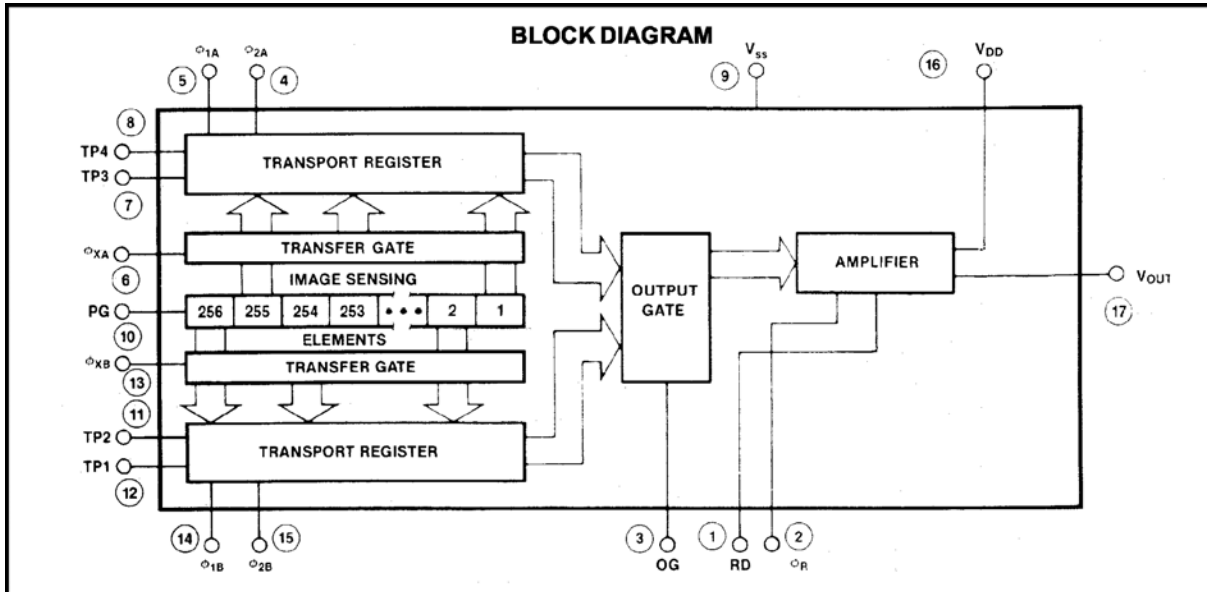 BLOCK DIAGRAM
Φ1A Φ2A Vss VDD
5 4 9 16
8
TP4
TRANSPORT REGISTER
TP3
7
ΦXA
TRANSFER GATE
6
IMAGE SENSING
OUTPUT
GATE
AMPLIFIER
VOUT
17
PG
256 255 254 253 ••• 2 1
10
ELEMENTS
ΦXB
TRANSFER GATE
13
11
TP2
TRANSPORT REGISTER
TP1
12
14 15 3 1 2
Φ1B Φ2B OG RD ΦR